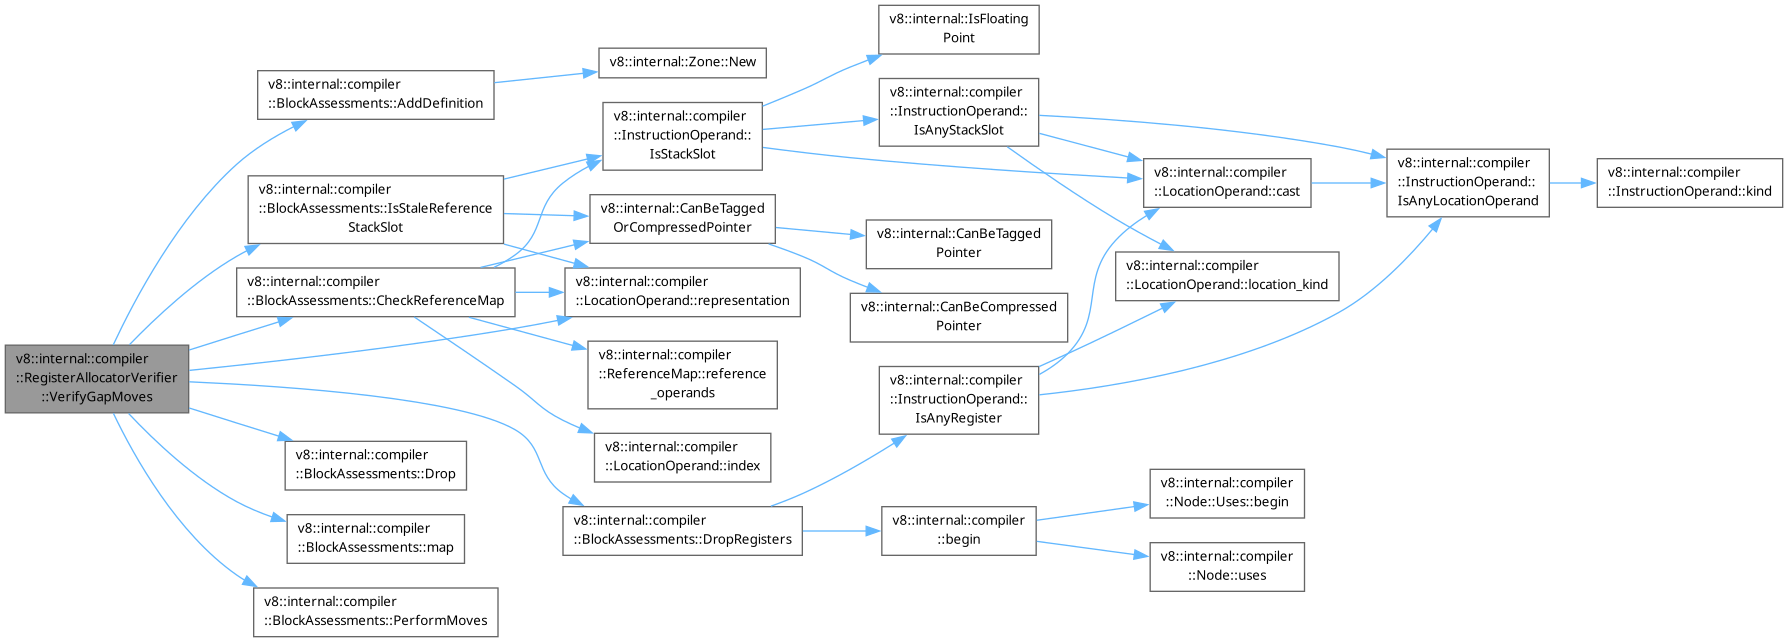 v8::internal::compiler
::RegisterAllocatorVerifier
::VerifyGapMoves
v8::internal::compiler
::BlockAssessments::AddDefinition
v8::internal::Zone::New
v8::internal::compiler
::BlockAssessments::IsStaleReference
StackSlot
v8::internal::compiler
::InstructionOperand::
IsStackSlot
v8::internal::IsFloating
Point
v8::internal::compiler
::InstructionOperand::
IsAnyStackSlot
v8::internal::compiler
::LocationOperand::cast
v8::internal::compiler
::InstructionOperand::
IsAnyLocationOperand
v8::internal::compiler
::InstructionOperand::kind
v8::internal::compiler
::LocationOperand::location_kind
v8::internal::CanBeTagged
OrCompressedPointer
v8::internal::CanBeTagged
Pointer
v8::internal::CanBeCompressed
Pointer
v8::internal::compiler
::LocationOperand::representation
v8::internal::compiler
::BlockAssessments::CheckReferenceMap
v8::internal::compiler
::ReferenceMap::reference
_operands
v8::internal::compiler
::LocationOperand::index
v8::internal::compiler
::BlockAssessments::Drop
v8::internal::compiler
::BlockAssessments::DropRegisters
v8::internal::compiler
::InstructionOperand::
IsAnyRegister
v8::internal::compiler
::begin
v8::internal::compiler
::Node::Uses::begin
v8::internal::compiler
::Node::uses
v8::internal::compiler
::BlockAssessments::map
v8::internal::compiler
::BlockAssessments::PerformMoves